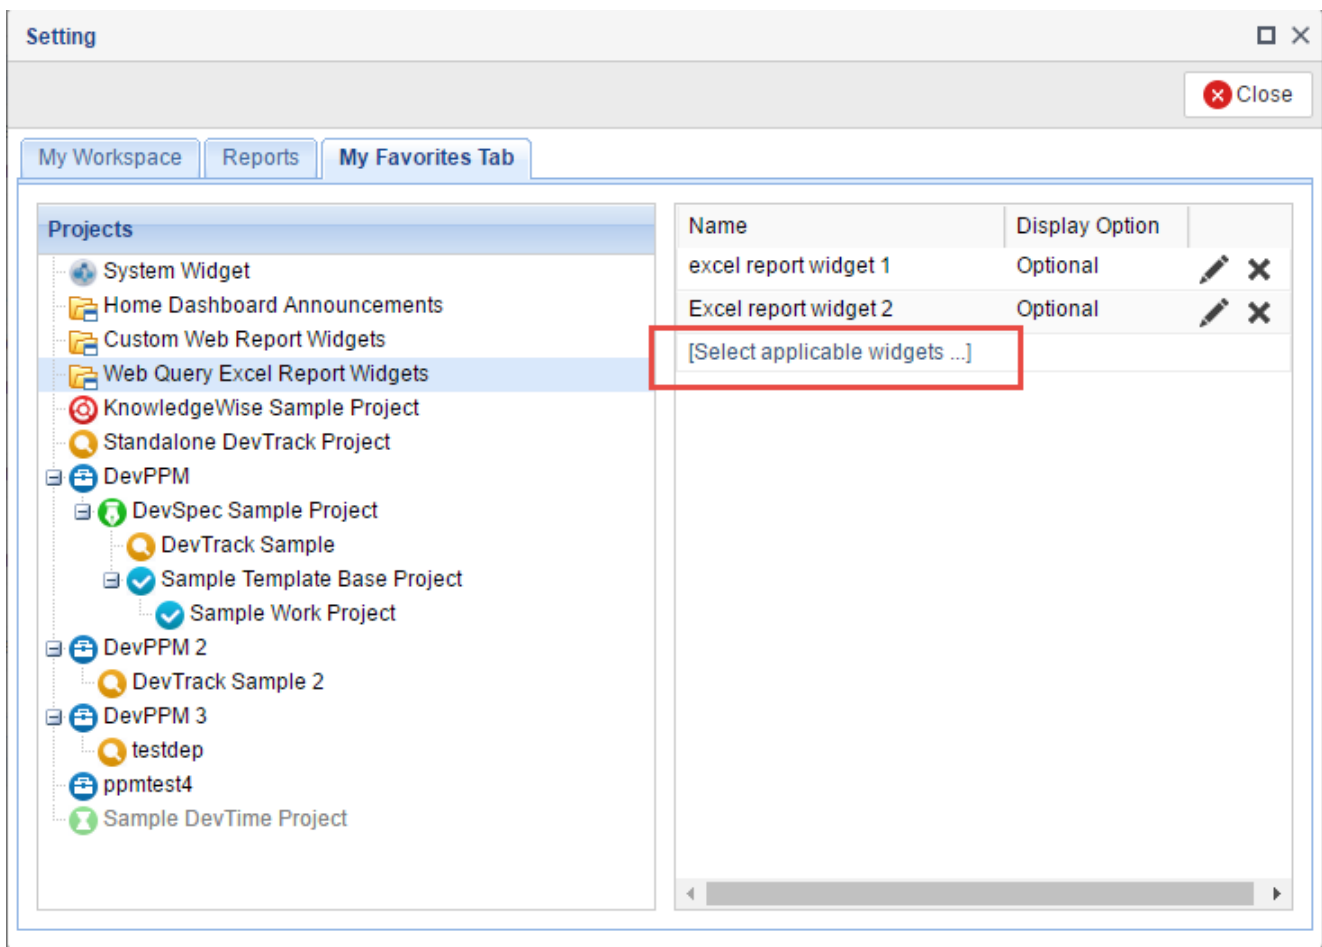 Setting
Close
My Workspace Reports My Favorites Tab
Projects
System Widget
Home Dashboard Announcements
Custom Web Report Widgets
Web Query Excel Report Widgets
KnowledgeWise Sample Project
Standalone DevTrack Project
DevPPM
DevSpec Sample Project
DevTrack Sample
Sample Template Base Project
Sample Work Project
DevPPM 2
DevTrack Sample 2
DevPPM 3
testdep
ppmtest4
Sample DevTime Project
Name Display Option
excel report widget 1 Optional
Excel report widget 2 Optional
[Select applicable widgets ...]